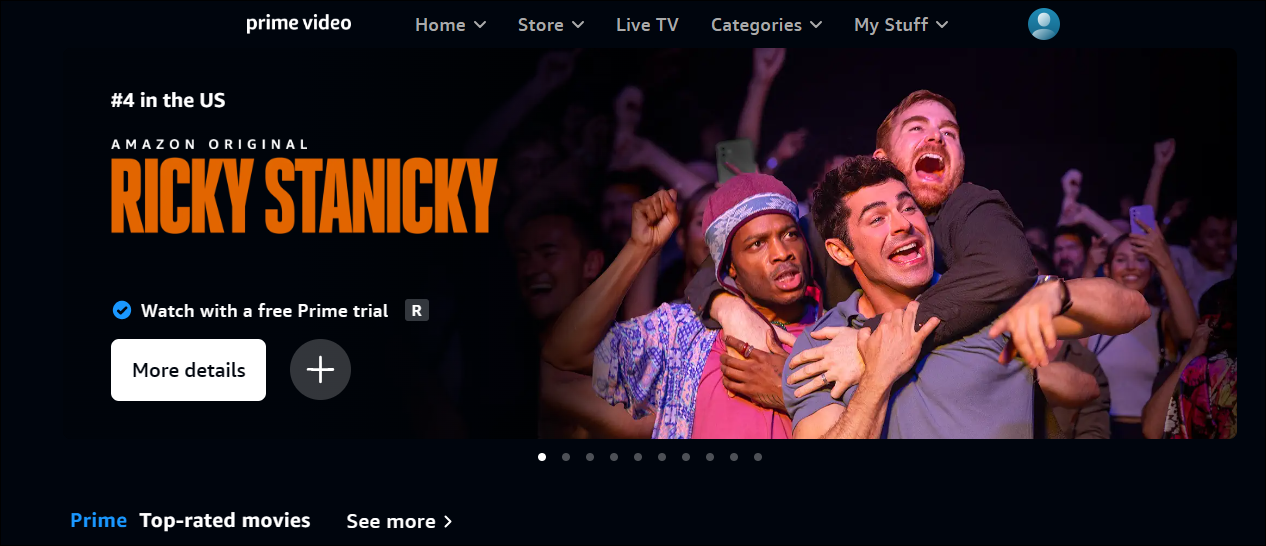 prime video Home Store Live TV Categories My Stuff
#4 in the US
AMAZON ORIGINAL
RICKY STANICKY
Watch with a free Prime trial R
More details
Prime Top-rated movies See more